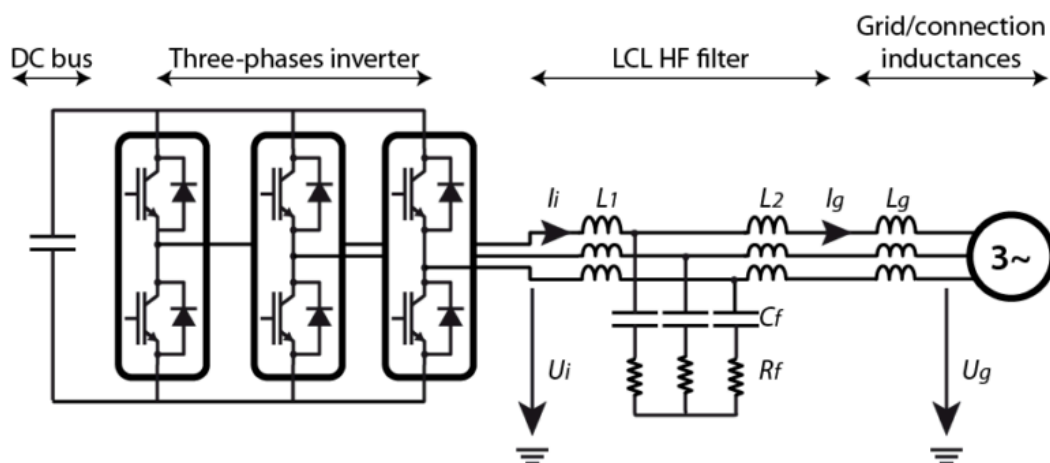 Grid/connection
inductances
DC bus
Three-phases inverter
LCL HF filter
Ii
L1
L2
Ig
Lg
3~
Cf
Rf
Ui
Ug